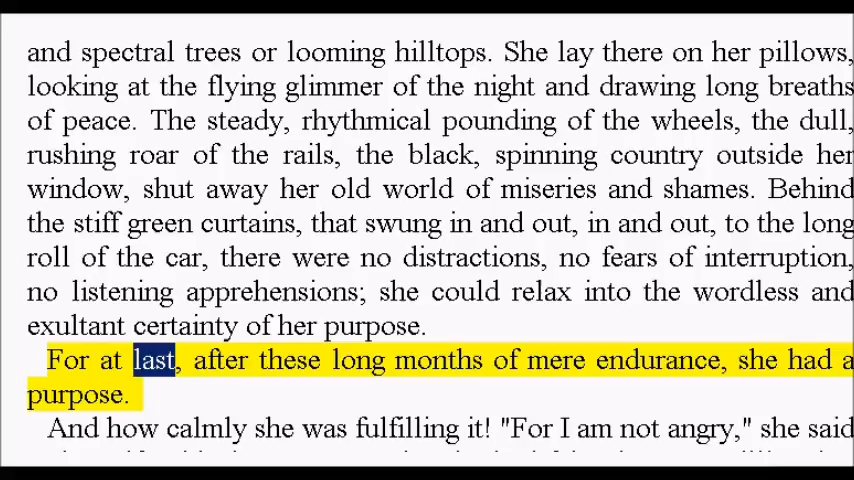 and spectral trees or looming hilltops. She lay there on her pillows,
looking at the flying glimmer of the night and drawing long breaths
of peace. The steady, rhythmical pounding of the wheels, the dull,
rushing roar of the rails, the black, spinning country outside her
window, shut away her old world of miseries and shames. Behind
the stiff green curtains, that swung in and out, in and out, to the long
roll of the car, there were no distractions, no fears of interruption,
no listening apprehensions; she could relax into the wordless and
exultant certainty of her purpose.
For at last, after these long months of mere endurance, she had a
purpose.
And how calmly she was fulfilling it! "For I am not angry," she said